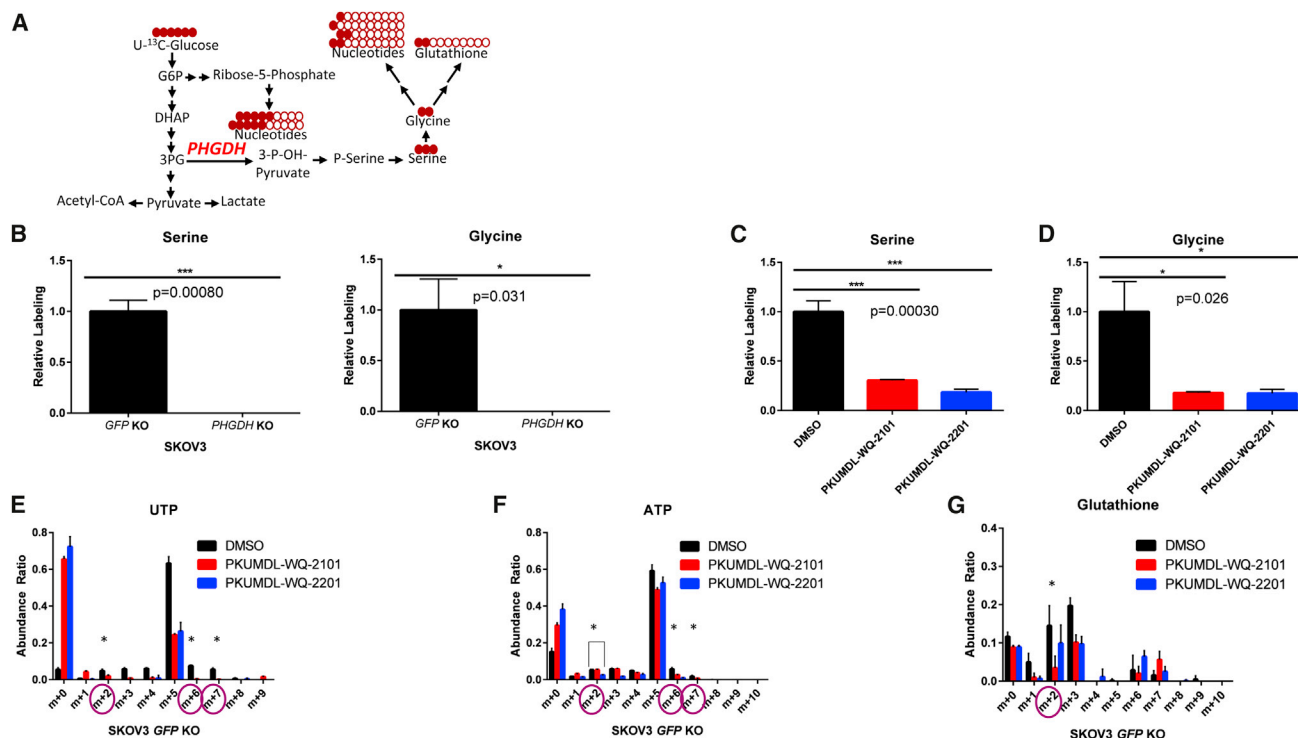 A
U-¹³C-Glucose
G6P
Ribose-5-Phosphate
DHAP
Nucleotides
Nucleotides
Glutathione
Glycine
PHGDH
3PG
3-P-OH-
Pyruvate
P-Serine
Serine
Acetyl-CoA
Pyruvate
Lactate
B
Serine
Relative Labeling
1.5
1.0
0.5
0.0
***
p=0.00080
GFP KO
PHGDH KO
SKOV3
Glycine
Relative Labeling
1.5
1.0
0.5
0.0
*
p=0.031
GFP KO
PHGDH KO
SKOV3
C
Serine
Relative Labeling
1.5
1.0
0.5
0.0
***
***
p=0.00030
DMSO
PKUMDL-WQ-2101
PKUMDL-WQ-2201
D
Glycine
Relative Labeling
1.5
1.0
0.5
0.0
*
*
p=0.026
DMSO
PKUMDL-WQ-2101
PKUMDL-WQ-2201
E
UTP
Abundance Ratio
0.8
0.6
0.4
0.2
0.0
DMSO
PKUMDL-WQ-2101
PKUMDL-WQ-2201
*
*
*
m+0
m+1
m+2
m+3
m+4
m+5
m+6
m+7
m+8
m+9
SKOV3 GFP KO
F
ATP
Abundance Ratio
0.8
0.6
0.4
0.2
0.0
DMSO
PKUMDL-WQ-2101
PKUMDL-WQ-2201
*
*
*
m+0
m+1
m+2
m+3
m+4
m+5
m+6
m+7
m+8
m+9
m+10
SKOV3 GFP KO
G
Glutathione
Abundance Ratio
0.4
0.3
0.2
0.1
0.0
DMSO
PKUMDL-WQ-2101
PKUMDL-WQ-2201
*
m+0
m+1
m+2
m+3
m+4
m+5
m+6
m+7
m+8
m+9
m+10
SKOV3 GFP KO